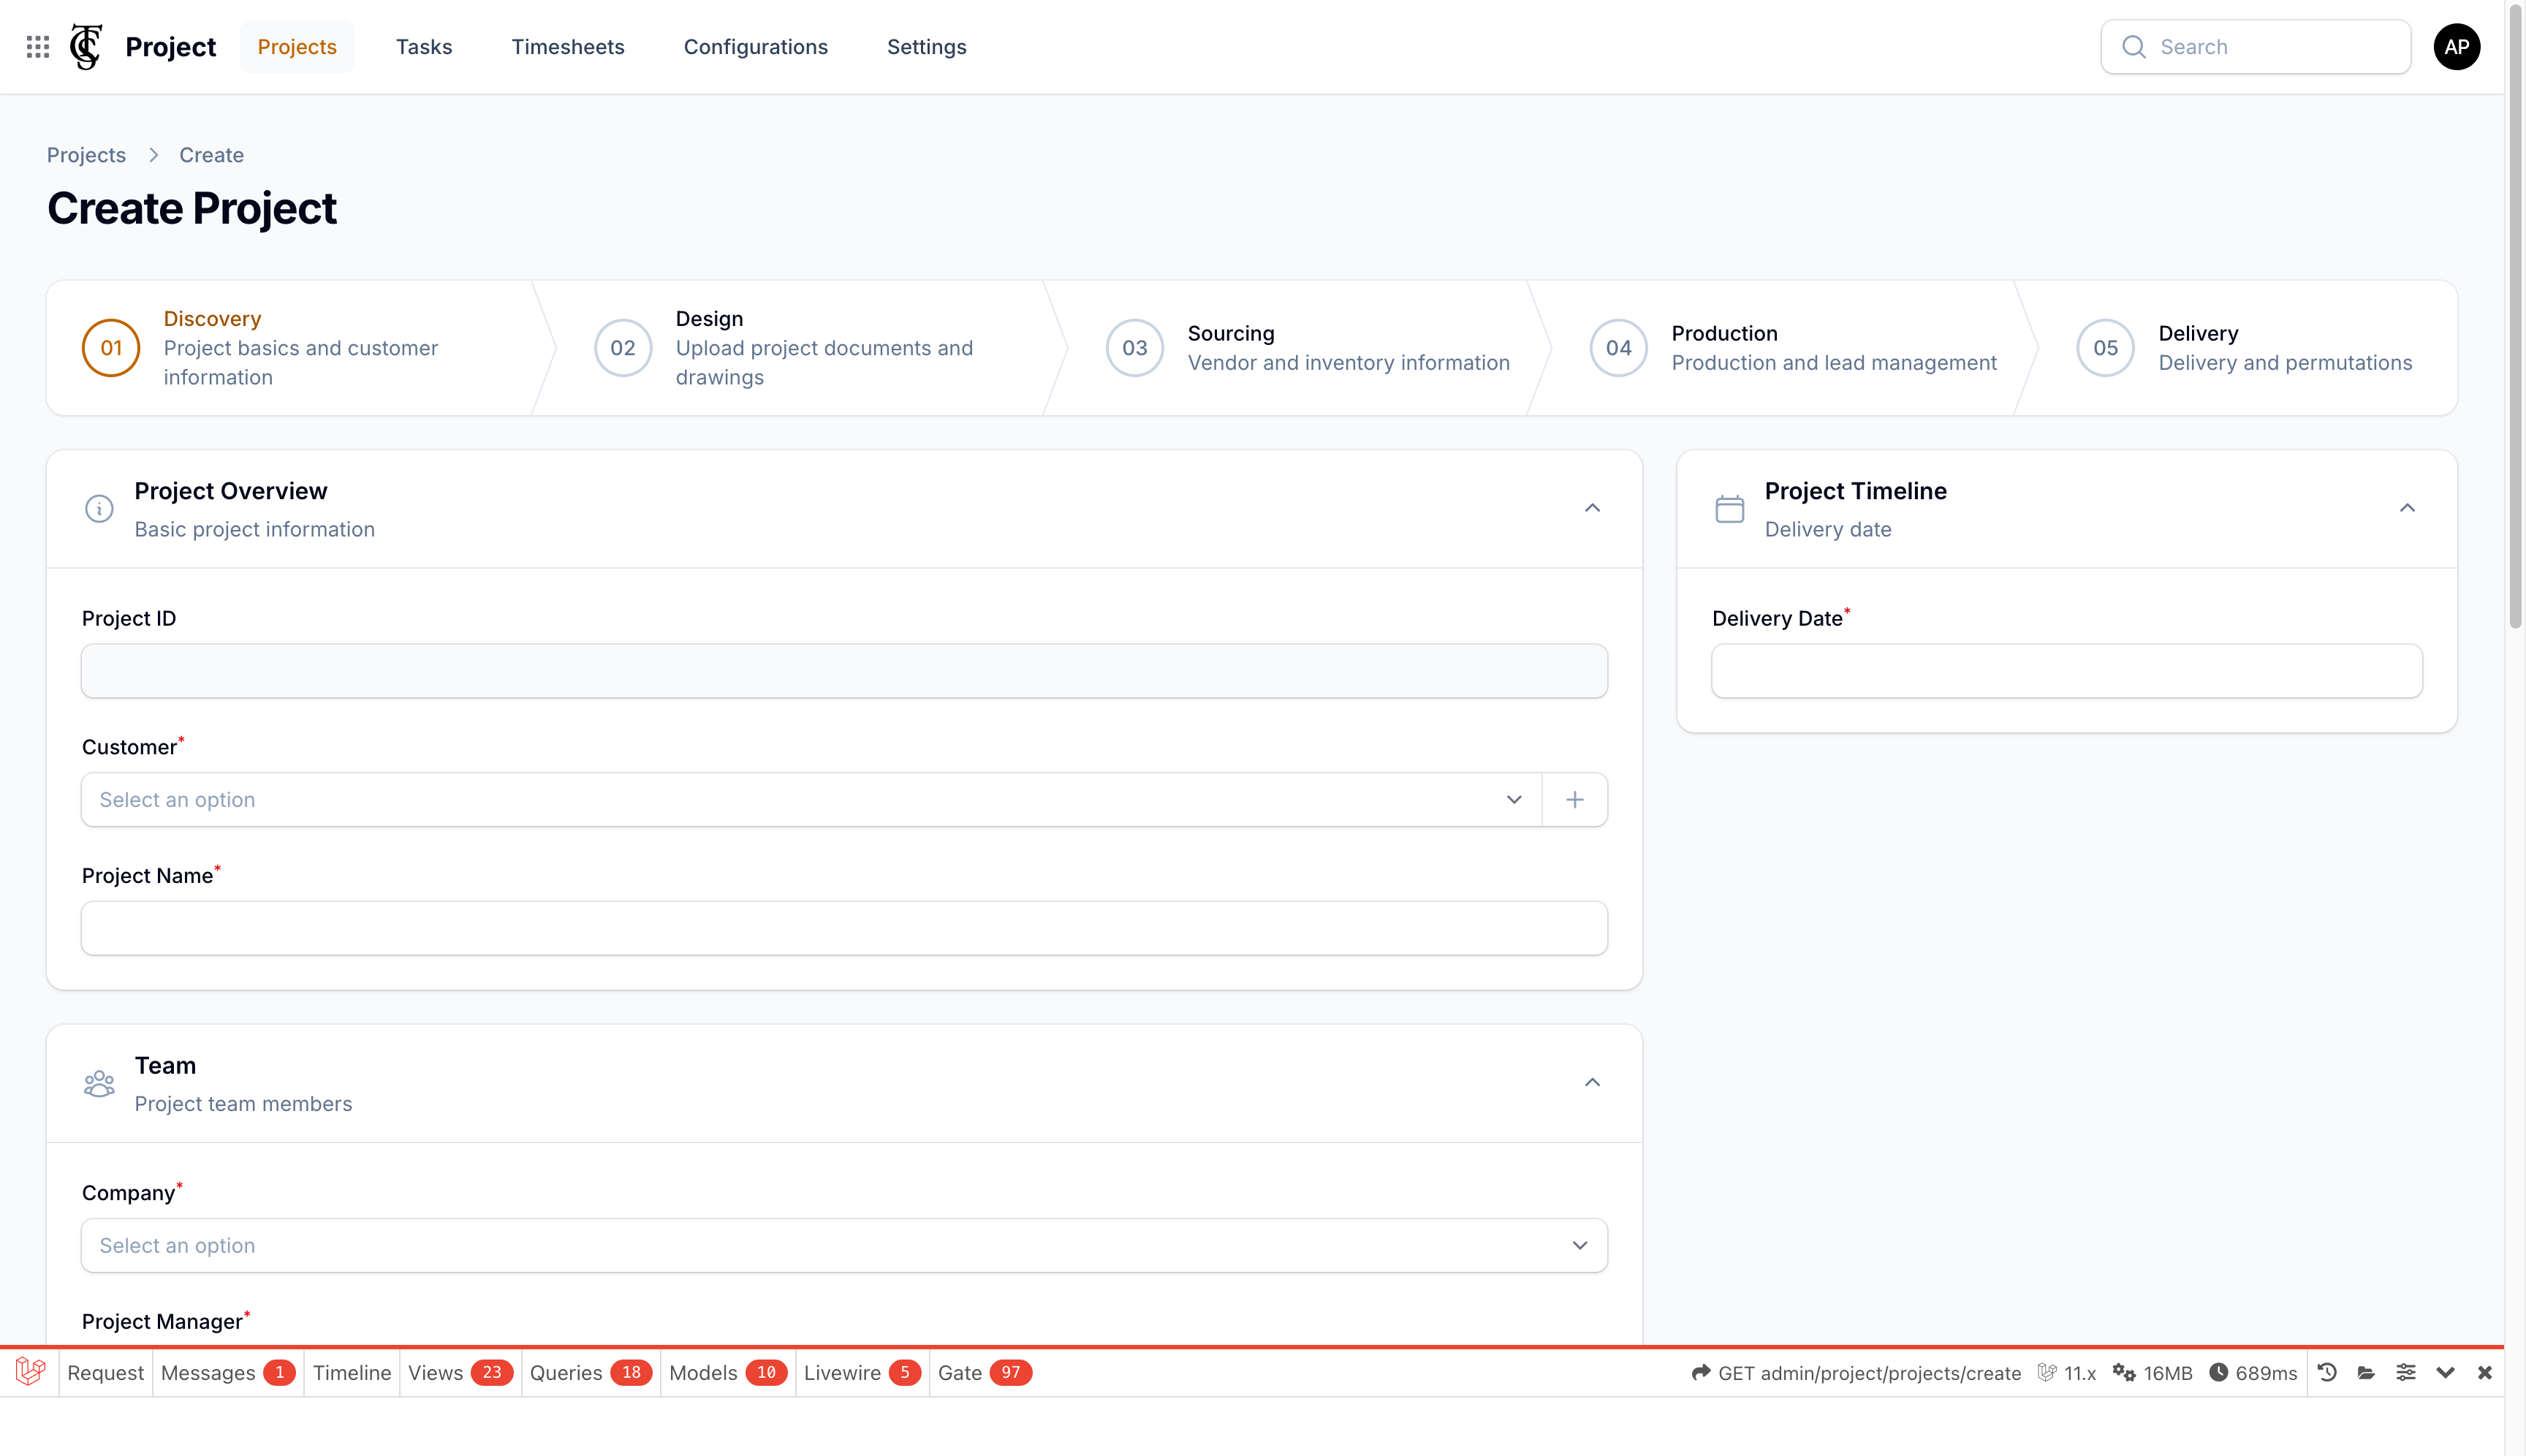 Project
Projects
Tasks
Timesheets
Configurations
Settings
Search
AP
Projects
Create
Create Project
01
Discovery
Project basics and customer
information
02
Design
Upload project documents and
drawings
03
Sourcing
Vendor and inventory information
04
Production
Production and lead management
05
Delivery
Delivery and permutations
Project Overview
Basic project information
Project ID
Customer*
Select an option
Project Name*
Project Timeline
Delivery date
Delivery Date*
Team
Project team members
Company*
Select an option
Project Manager*
Request
Messages 1
Timeline
Views 23
Queries 18
Models 10
Livewire 5
Gate 97
GET admin/project/projects/create
11.x
16MB
689ms